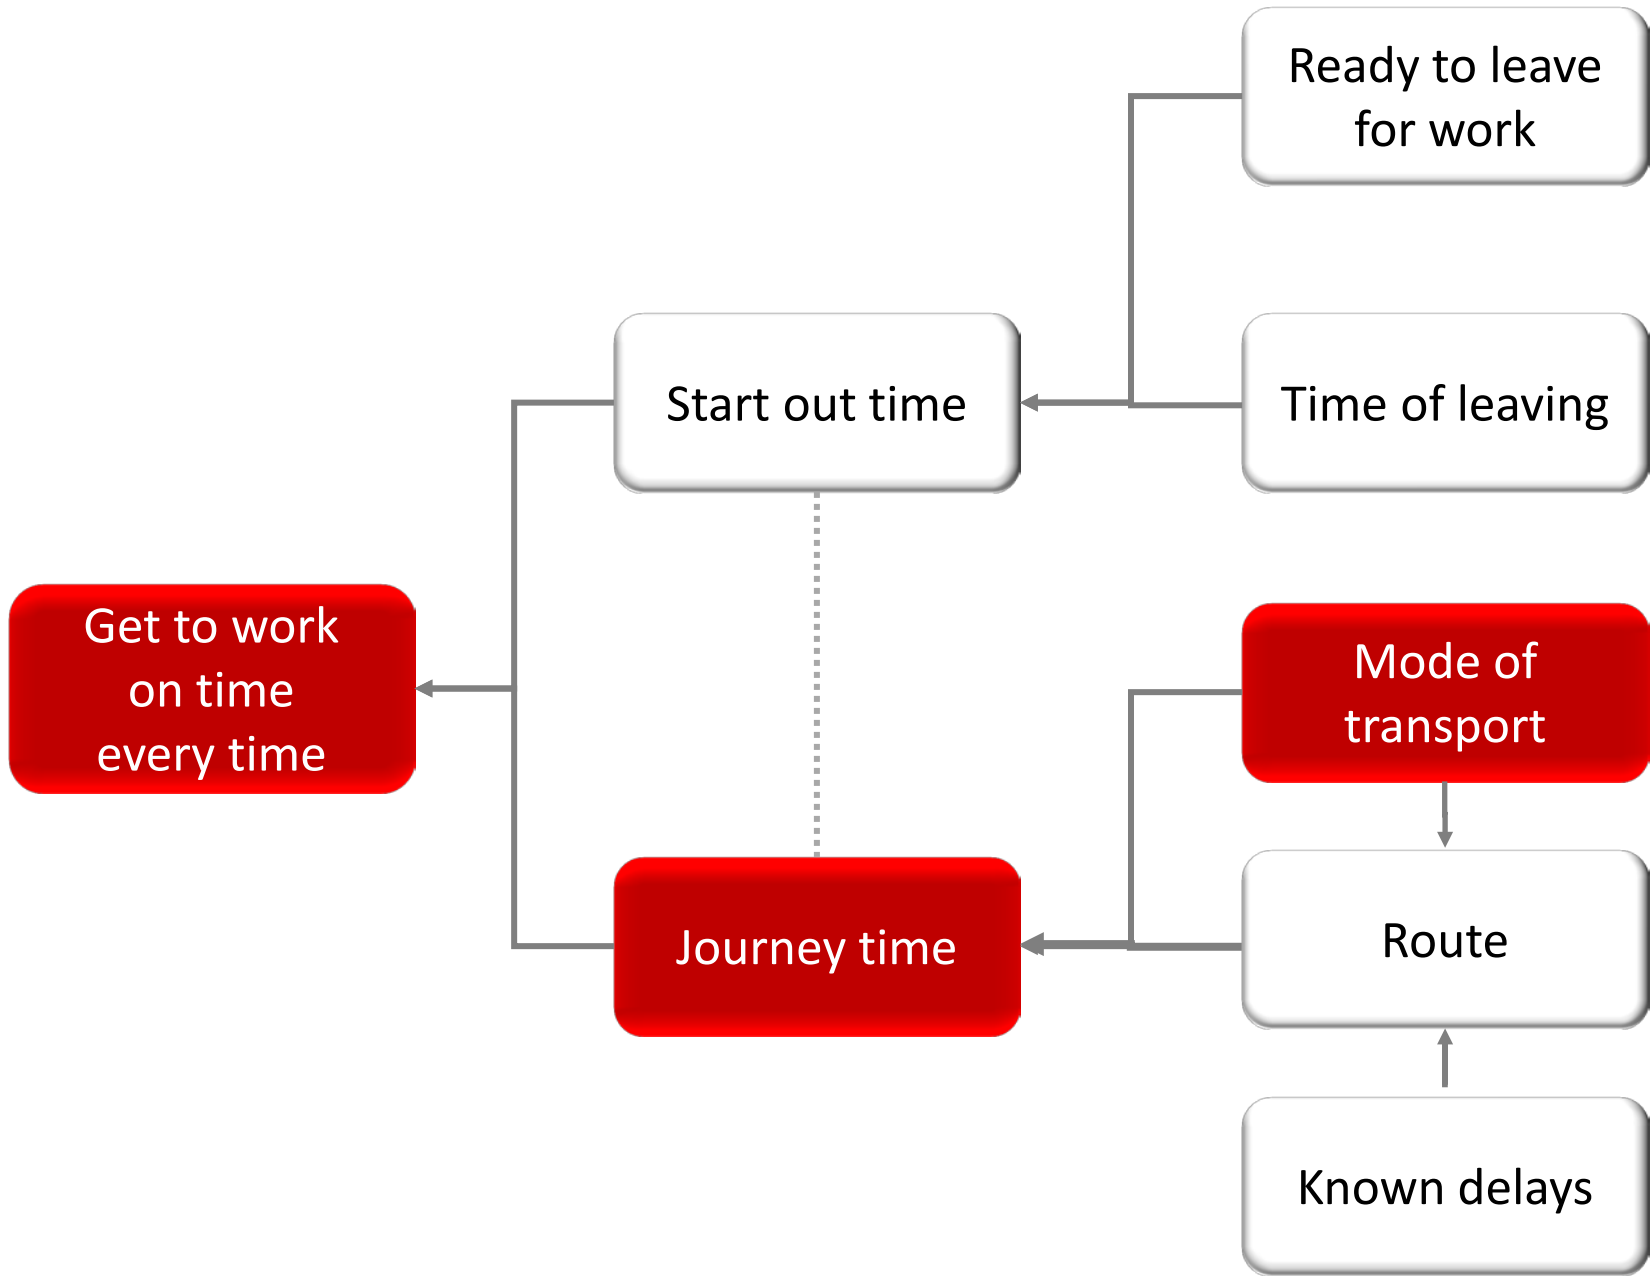 Ready to leave
for work
Start out time
Time of leaving
Get to work
on time
every time
Mode of
transport
Journey time
Route
Known delays